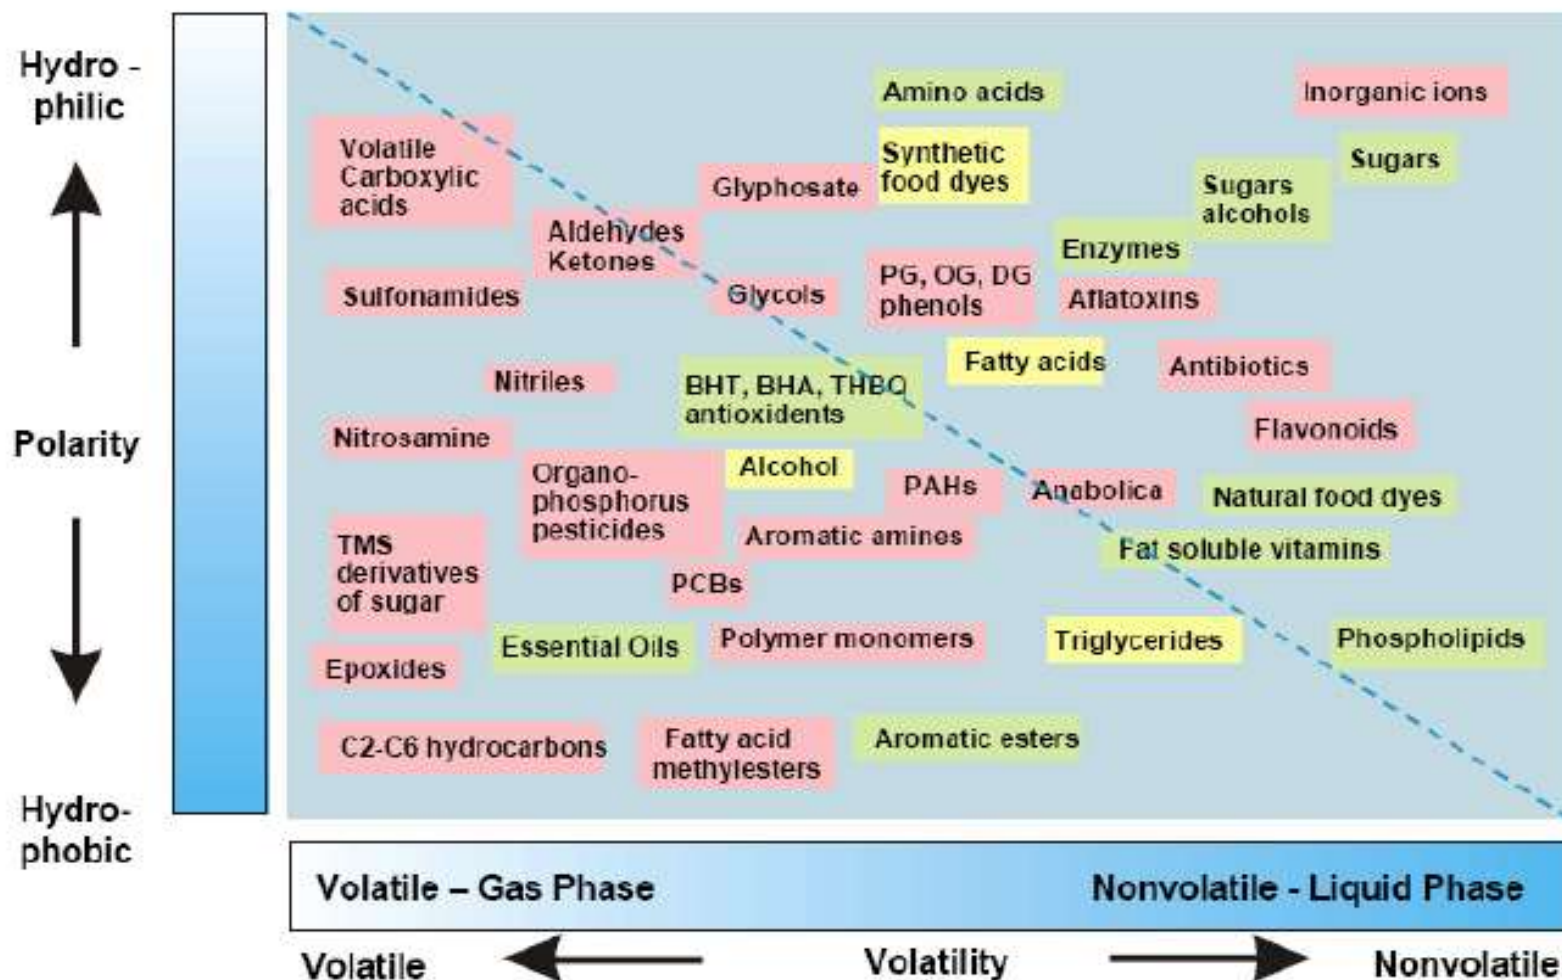 Hydro -
philic
Polarity
Hydro-
phobic
Amino acids
Inorganic ions
Volatile
Carboxylic
acids
Synthetic
food dyes
Sugars
Glyphosate
Sugars
alcohols
Aldehydes
Ketones
Enzymes
Sulfonamides
Glycols
PG, OG, DG
phenols
Aflatoxins
Nitriles
BHT, BHA, THBQ
antioxidents
Fatty acids
Antibiotics
Nitrosamine
Flavonoids
Organo-
phosphorus
pesticides
Alcohol
PAHs
Anabolica
Natural food dyes
TMS
derivatives
of sugar
Aromatic amines
Fat soluble vitamins
PCBs
Essential Oils
Polymer monomers
Triglycerides
Phospholipids
Epoxides
C2-C6 hydrocarbons
Fatty acid
methylesters
Aromatic esters
Volatile – Gas Phase
Nonvolatile - Liquid Phase
Volatile
Volatility
Nonvolatile